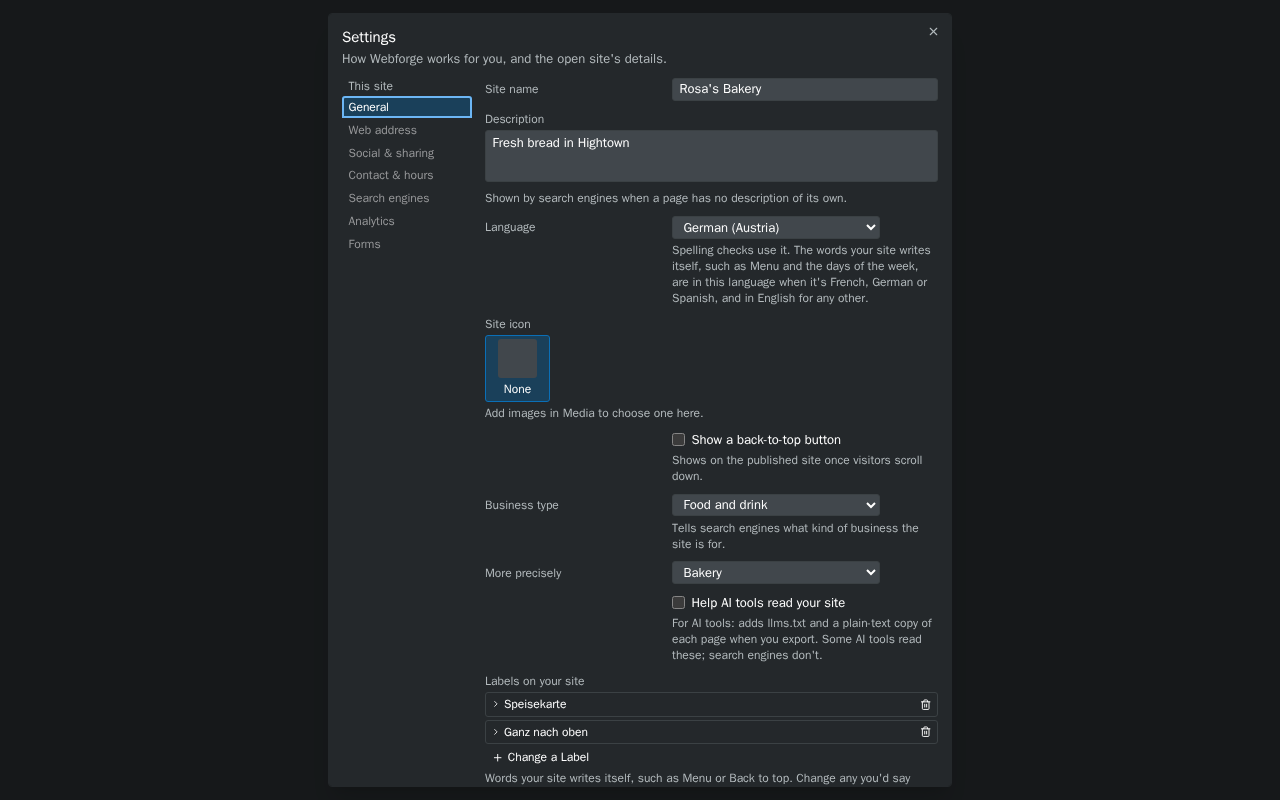 Settings
How Webforge works for you, and the open site's details.
This site
General
Web address
Social & sharing
Contact & hours
Search engines
Analytics
Forms
Site name
Rosa's Bakery
Description
Fresh bread in Hightown
Shown by search engines when a page has no description of its own.
Language
German (Austria)
Spelling checks use it. The words your site writes
itself, such as Menu and the days of the week,
are in this language when it's French, German or
Spanish, and in English for any other.
Site icon
None
Add images in Media to choose one here.
Show a back-to-top button
Shows on the published site once visitors scroll
down.
Business type
Food and drink
Tells search engines what kind of business the
site is for.
More precisely
Bakery
Help AI tools read your site
For AI tools: adds llms.txt and a plain-text copy of
each page when you export. Some AI tools read
these; search engines don't.
Labels on your site
Speisekarte
Ganz nach oben
Change a Label
Words your site writes itself, such as Menu or Back to top. Change any you'd say